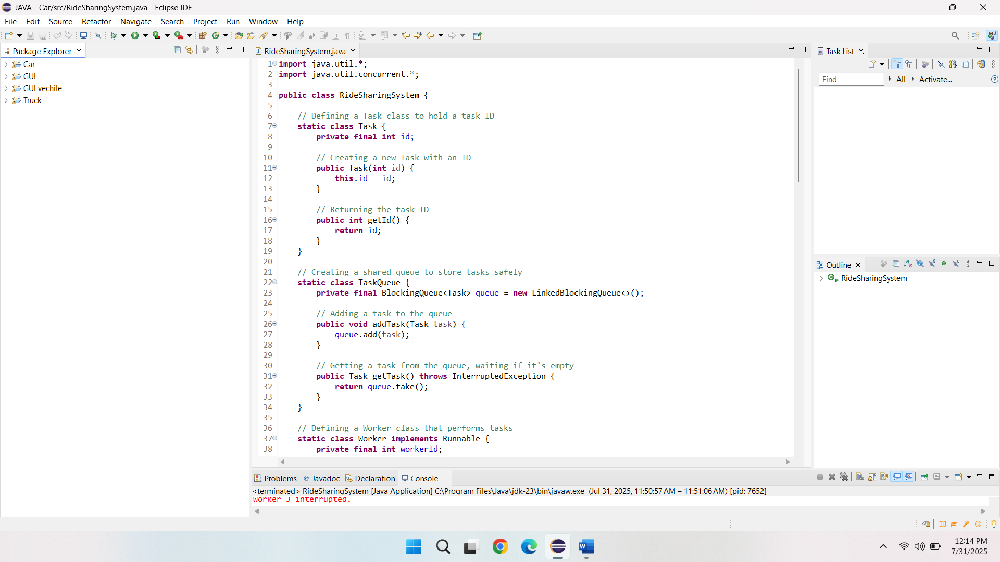 JAVA - Car/src/RideSharingSystem.java - Eclipse IDE
File Edit Source Refactor Navigate Search Project Run Window Help
Package Explorer
Car
GUI
GUI vechile
Truck
RideSharingSystem.java
1 import java.util.*;
2 import java.util.concurrent.*;
3
4 public class RideSharingSystem {
5
6 // Defining a Task class to hold a task ID
7 static class Task {
8 private final int id;
9
10 // Creating a new Task with an ID
11 public Task(int id) {
12 this.id = id;
13 }
14
15 // Returning the task ID
16 public int getId() {
17 return id;
18 }
19 }
20
21 // Creating a shared queue to store tasks safely
22 static class TaskQueue {
23 private final BlockingQueue<Task> queue = new LinkedBlockingQueue<>();
24
25 // Adding a task to the queue
26 public void addTask(Task task) {
27 queue.add(task);
28 }
29
30 // Getting a task from the queue, waiting if it's empty
31 public Task getTask() throws InterruptedException {
32 return queue.take();
33 }
34 }
35
36 // Defining a Worker class that performs tasks
37 static class Worker implements Runnable {
38 private final int workerId;
Task List
Find All Activate...
Outline
RideSharingSystem
Problems Javadoc Declaration Console
<terminated> RideSharingSystem [Java Application] C:\Program Files\Java\jdk-23\bin\javaw.exe (Jul 31, 2025, 11:50:57 AM – 11:51:06 AM) [pid: 7652]
Worker 3 interrupted.
12:14 PM
7/31/2025